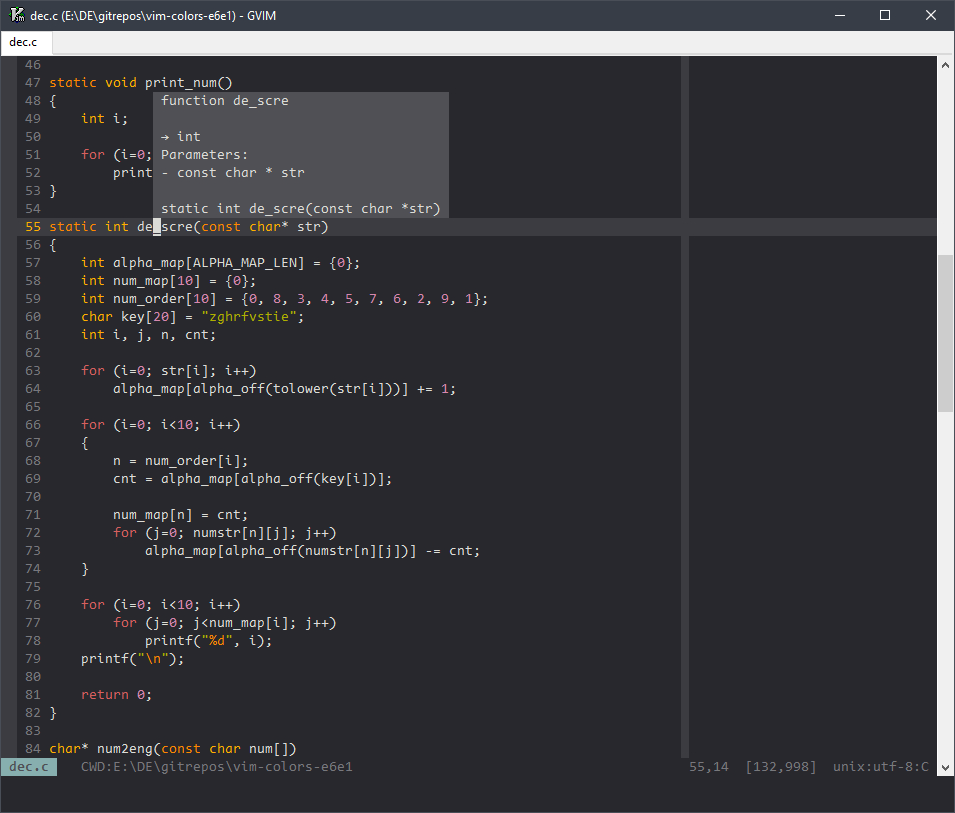 dec.c (E:\DE\gitrepos\vim-colors-e6e1) - GVIM
dec.c
46
47 static void print_num()
48 { function de_scre
49     int i;
50 → int
51     for (i=0; Parameters:
52         print - const char * str
53 }
54 static int de_scre(const char *str)
55 static int de_scre(const char* str)
56 {
57     int alpha_map[ALPHA_MAP_LEN] = {0};
58     int num_map[10] = {0};
59     int num_order[10] = {0, 8, 3, 4, 5, 7, 6, 2, 9, 1};
60     char key[20] = "zghrfvstie";
61     int i, j, n, cnt;
62
63     for (i=0; str[i]; i++)
64         alpha_map[alpha_off(tolower(str[i]))] += 1;
65
66     for (i=0; i<10; i++)
67     {
68         n = num_order[i];
69         cnt = alpha_map[alpha_off(key[i])];
70
71         num_map[n] = cnt;
72         for (j=0; numstr[n][j]; j++)
73             alpha_map[alpha_off(numstr[n][j])] -= cnt;
74     }
75
76     for (i=0; i<10; i++)
77         for (j=0; j<num_map[i]; j++)
78             printf("%d", i);
79     printf("\n");
80
81     return 0;
82 }
83
84 char* num2eng(const char num[])
dec.c   CWD:E:\DE\gitrepos\vim-colors-e6e1   55,14  [132,998]  unix:utf-8:C